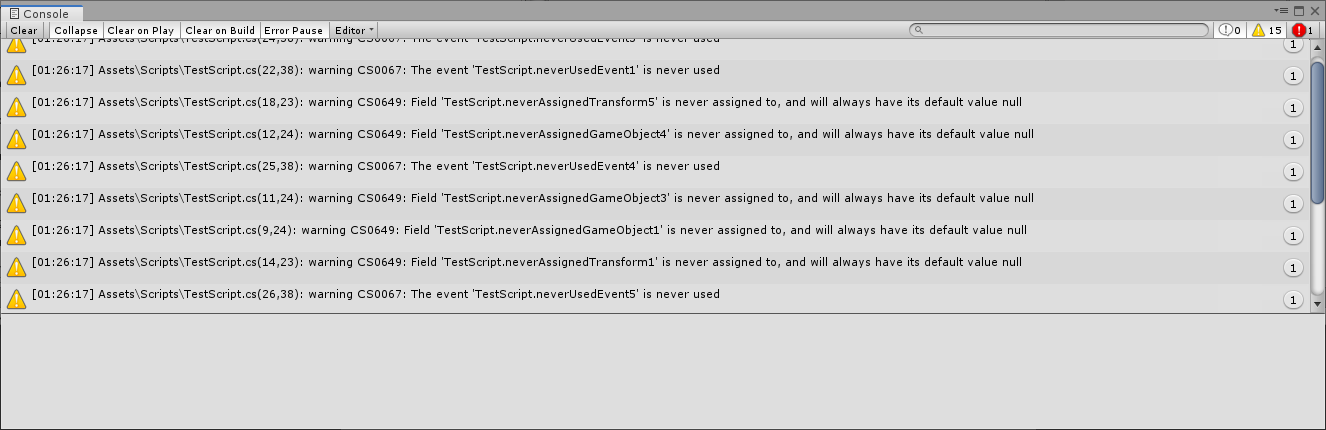 Console
Clear Collapse Clear on Play Clear on Build Error Pause Editor 0 15 1
[01:26:17] Assets\Scripts\TestScript.cs(24,38): warning CS0067: The event 'TestScript.neverUsedEvent3' is never used 1
[01:26:17] Assets\Scripts\TestScript.cs(22,38): warning CS0067: The event 'TestScript.neverUsedEvent1' is never used 1
[01:26:17] Assets\Scripts\TestScript.cs(18,23): warning CS0649: Field 'TestScript.neverAssignedTransform5' is never assigned to, and will always have its default value null 1
[01:26:17] Assets\Scripts\TestScript.cs(12,24): warning CS0649: Field 'TestScript.neverAssignedGameObject4' is never assigned to, and will always have its default value null 1
[01:26:17] Assets\Scripts\TestScript.cs(25,38): warning CS0067: The event 'TestScript.neverUsedEvent4' is never used 1
[01:26:17] Assets\Scripts\TestScript.cs(11,24): warning CS0649: Field 'TestScript.neverAssignedGameObject3' is never assigned to, and will always have its default value null 1
[01:26:17] Assets\Scripts\TestScript.cs(9,24): warning CS0649: Field 'TestScript.neverAssignedGameObject1' is never assigned to, and will always have its default value null 1
[01:26:17] Assets\Scripts\TestScript.cs(14,23): warning CS0649: Field 'TestScript.neverAssignedTransform1' is never assigned to, and will always have its default value null 1
[01:26:17] Assets\Scripts\TestScript.cs(26,38): warning CS0067: The event 'TestScript.neverUsedEvent5' is never used 1